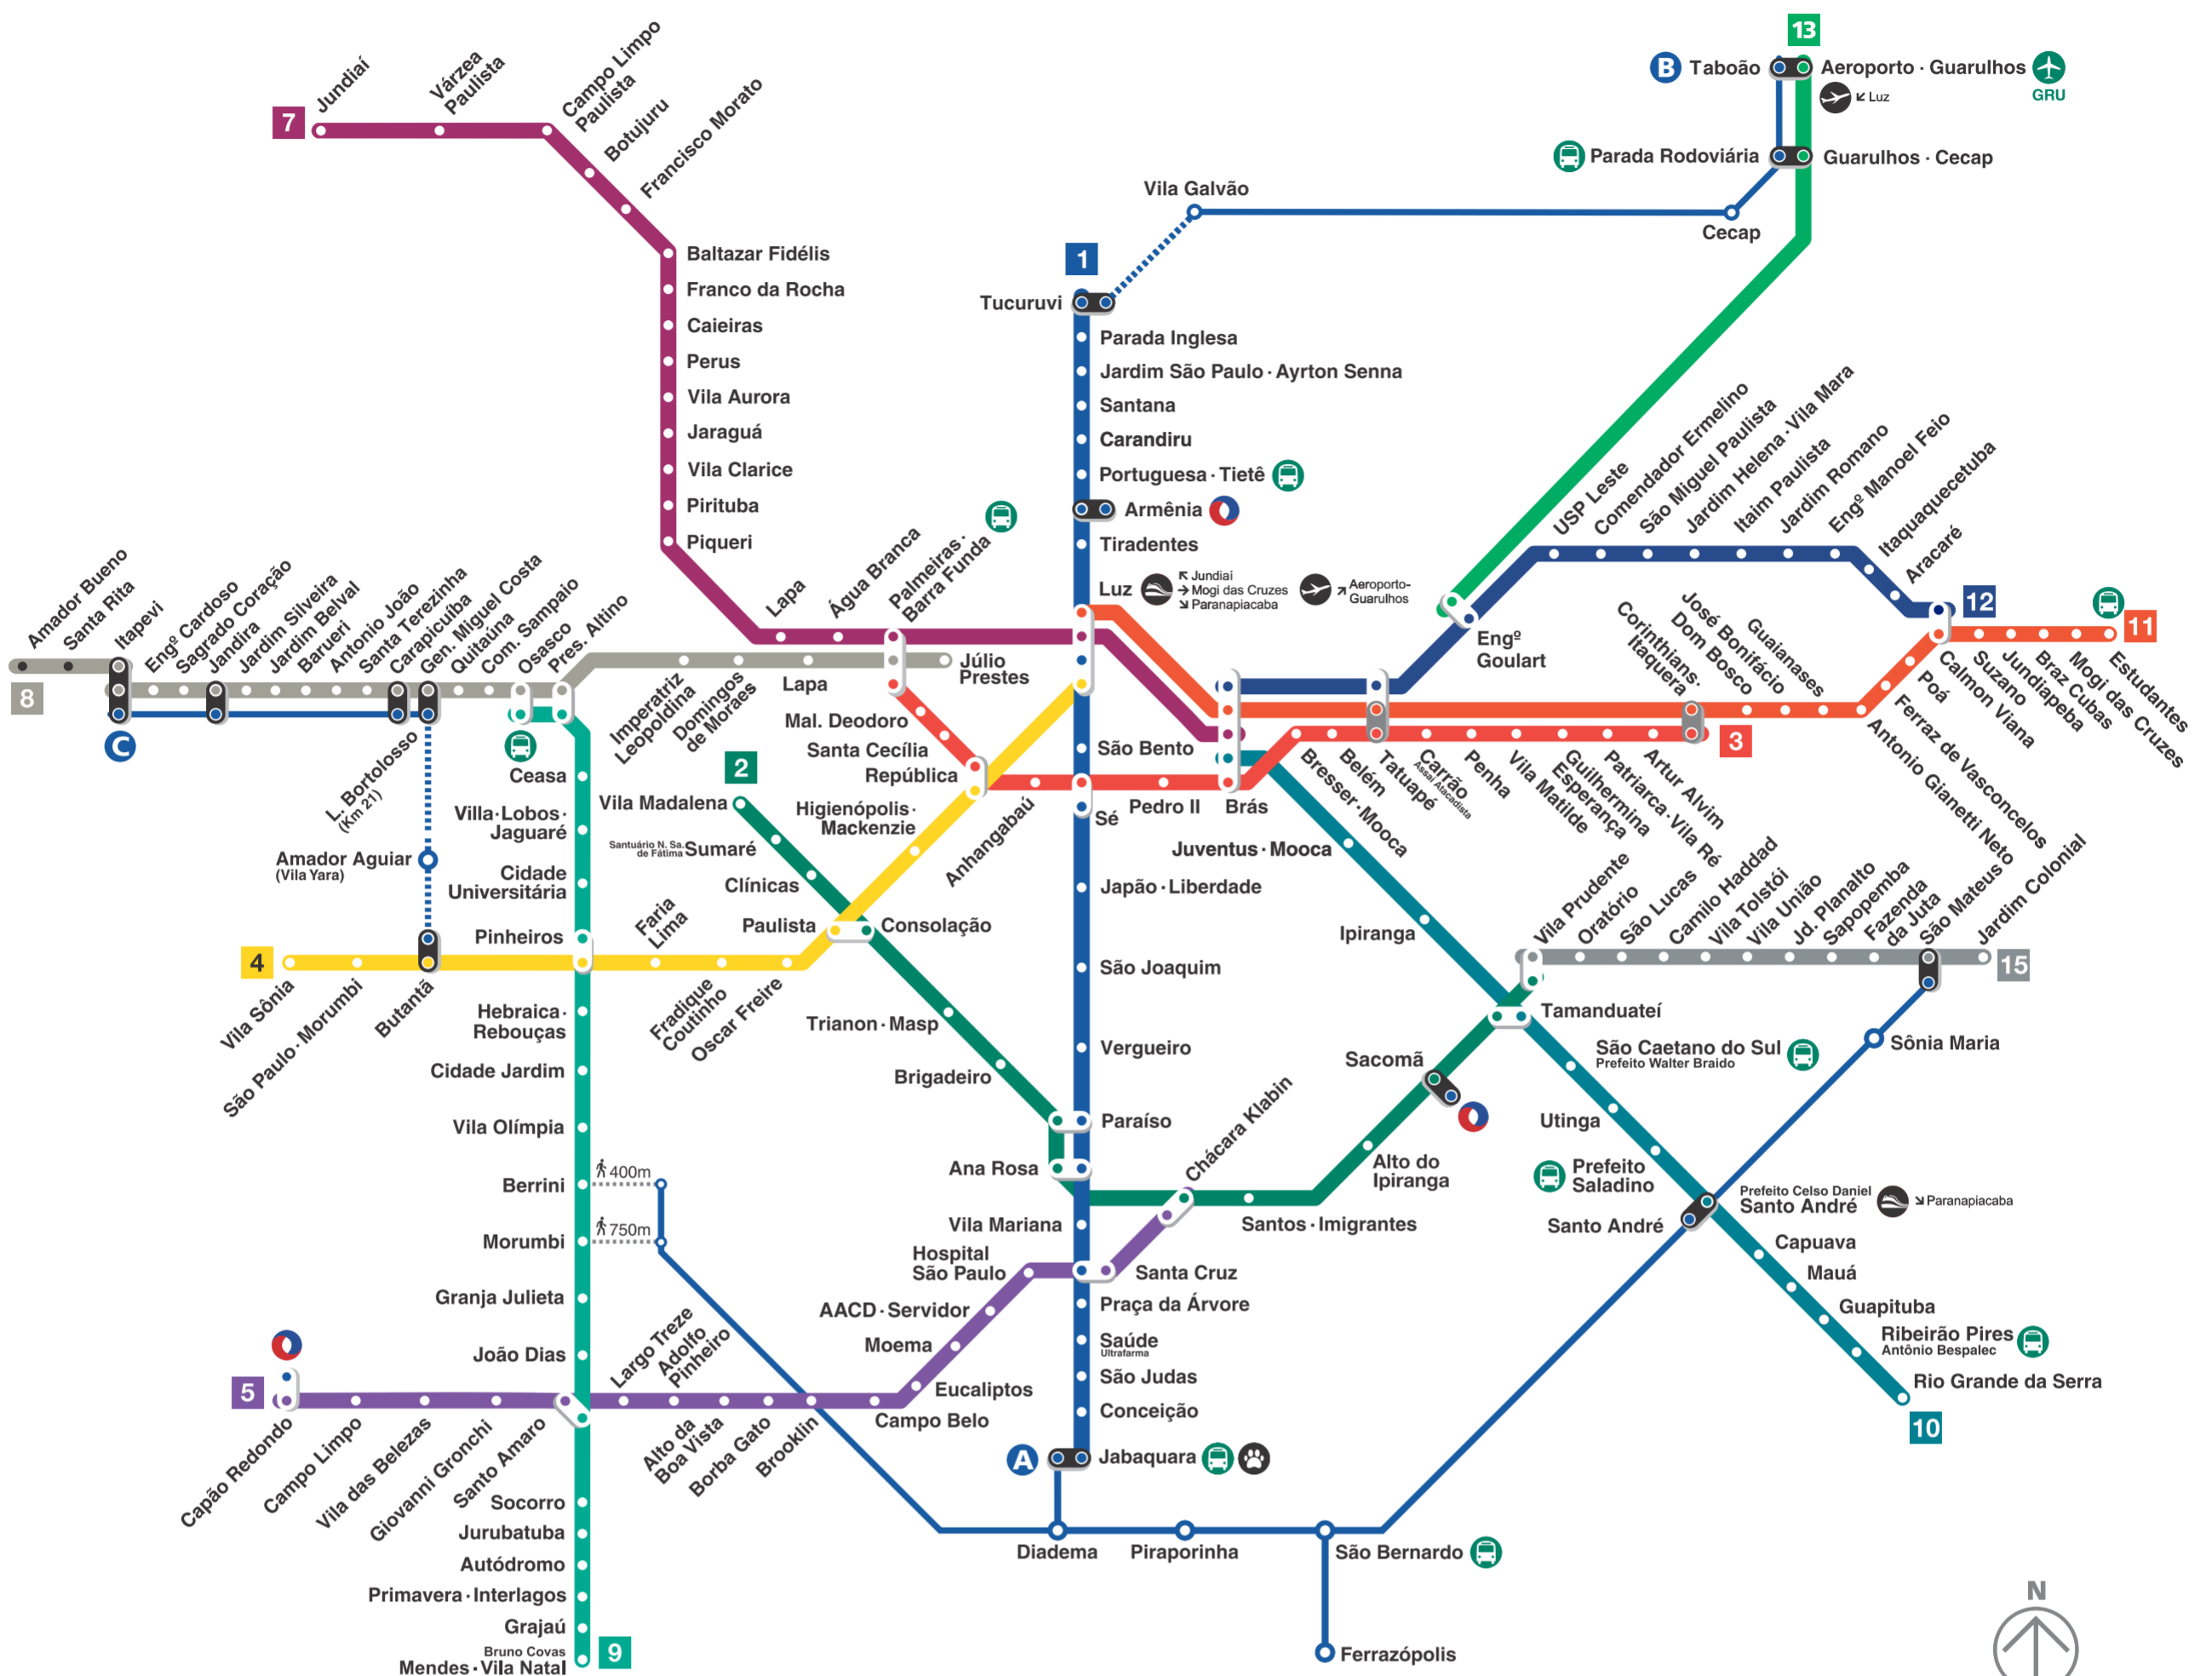 13
B
Taboão
Aeroporto · Guarulhos
GRU
↙ Luz
Parada Rodoviária
Guarulhos · Cecap
Vila Galvão
Cecap
7
Jundiaí
Várzea
Paulista
Campo Limpo
Paulista
Botujuru
Francisco Morato
Baltazar Fidélis
Franco da Rocha
Caieiras
Perus
Vila Aurora
Jaraguá
Vila Clarice
Pirituba
Piqueri
Lapa
Água Branca
Palmeiras ·
Barra Funda
1
Tucuruvi
Parada Inglesa
Jardim São Paulo · Ayrton Senna
Santana
Carandiru
Portuguesa · Tietê
Armênia
Tiradentes
Luz
↖ Jundiaí
→ Mogi das Cruzes
↘ Paranapiacaba
↗ Aeroporto-
Guarulhos
São Bento
Sé
Japão · Liberdade
São Joaquim
Vergueiro
Paraíso
Ana Rosa
Vila Mariana
Santa Cruz
Praça da Árvore
Saúde
Ultrafarma
São Judas
Conceição
A
Jabaquara
USP Leste
Comendador Ermelino
São Miguel Paulista
Jardim Helena · Vila Mara
Itaim Paulista
Jardim Romano
Engº Manoel Feio
Itaquaquecetuba
Aracaré
12
Engº
Goulart
11
Corinthians ·
Itaquera
Dom Bosco
José Bonifácio
Guaianases
Antonio Gianetti Neto
Ferraz de Vasconcelos
Poá
Calmon Viana
Suzano
Jundiapeba
Braz Cubas
Mogi das Cruzes
Estudantes
3
Mal. Deodoro
Santa Cecília
República
Anhangabaú
Pedro II
Brás
Bresser · Mooca
Belém
Tatuapé
Carrão
Assaí Atacadista
Penha
Vila Matilde
Guilhermina
Esperança
Patriarca · Vila Ré
Artur Alvim
Amador Bueno
Santa Rita
Itapevi
Engº Cardoso
Sagrado Coração
Jandira
Jardim Silveira
Jardim Belval
Barueri
Antonio João
Santa Terezinha
Carapicuíba
Gen. Miguel Costa
Quitaúna
Com. Sampaio
Osasco
Pres. Altino
Imperatriz
Leopoldina
Domingos
de Moraes
Lapa
Júlio
Prestes
8
C
L. Bortolosso
(Km 21)
Amador Aguiar
(Vila Yara)
Ceasa
Villa-Lobos ·
Jaguaré
Cidade
Universitária
Pinheiros
Hebraica ·
Rebouças
Cidade Jardim
Vila Olímpia
Berrini
400m
Morumbi
750m
Granja Julieta
João Dias
Santo Amaro
Socorro
Jurubatuba
Autódromo
Primavera · Interlagos
Grajaú
Bruno Covas
Mendes · Vila Natal
9
2
Vila Madalena
Santuário N. Sa.
de Fátima
Sumaré
Clínicas
Consolação
Trianon · Masp
Brigadeiro
Chácara Klabin
Santos · Imigrantes
Alto do
Ipiranga
Sacomã
Tamanduateí
4
Vila Sônia
São Paulo · Morumbi
Butantã
Faria
Lima
Fradique
Coutinho
Oscar Freire
Paulista
Higienópolis ·
Mackenzie
Juventus · Mooca
Ipiranga
São Caetano do Sul
Prefeito Walter Braido
Utinga
Prefeito
Saladino
Prefeito Celso Daniel
Santo André
↘ Paranapiacaba
Santo André
Capuava
Mauá
Guapituba
Ribeirão Pires
Antônio Bespalec
Rio Grande da Serra
10
Vila Prudente
Oratório
São Lucas
Camilo Haddad
Vila Tolstói
Vila União
Jd. Planalto
Sapopemba
Fazenda
da Juta
São Mateus
Jardim Colonial
15
Sônia Maria
5
Capão Redondo
Campo Limpo
Vila das Belezas
Giovanni Gronchi
Largo Treze
Adolfo
Pinheiro
Alto da
Boa Vista
Borba Gato
Brooklin
Campo Belo
Eucaliptos
Moema
AACD · Servidor
Hospital
São Paulo
Diadema
Piraporinha
São Bernardo
Ferrazópolis
N